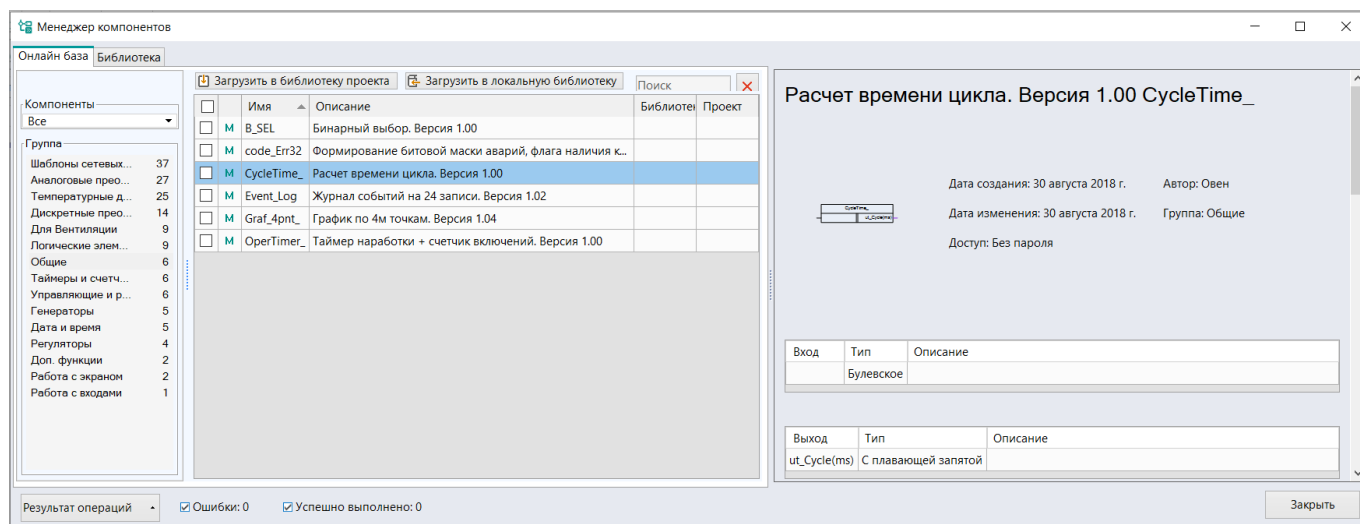 Менеджер компонентов
Онлайн база Библиотека
Компоненты
Все
Группа
Шаблоны сетевых... 37
Аналоговые прео... 27
Температурные д... 25
Дискретные прео... 14
Для Вентиляции 9
Логические элем... 9
Общие 6
Таймеры и счетч... 6
Управляющие и р... 6
Генераторы 5
Дата и время 5
Регуляторы 4
Доп. функции 2
Работа с экраном 2
Работа с входами 1
Загрузить в библиотеку проекта Загрузить в локальную библиотеку Поиск
Имя Описание Библиотек Проект
M B_SEL Бинарный выбор. Версия 1.00
M code_Err32 Формирование битовой маски аварий, флага наличия к...
M CycleTime_ Расчет времени цикла. Версия 1.00
M Event_Log Журнал событий на 24 записи. Версия 1.02
M Graf_4pnt_ График по 4м точкам. Версия 1.04
M OperTimer_ Таймер наработки + счетчик включений. Версия 1.00
Расчет времени цикла. Версия 1.00 CycleTime_
CycleTime_
ut_Cycle(ms)
Дата создания: 30 августа 2018 г. Автор: Овен
Дата изменения: 30 августа 2018 г. Группа: Общие
Доступ: Без пароля
Вход Тип Описание
Булевское
Выход Тип Описание
ut_Cycle(ms) С плавающей запятой
Результат операций Ошибки: 0 Успешно выполнено: 0
Закрыть